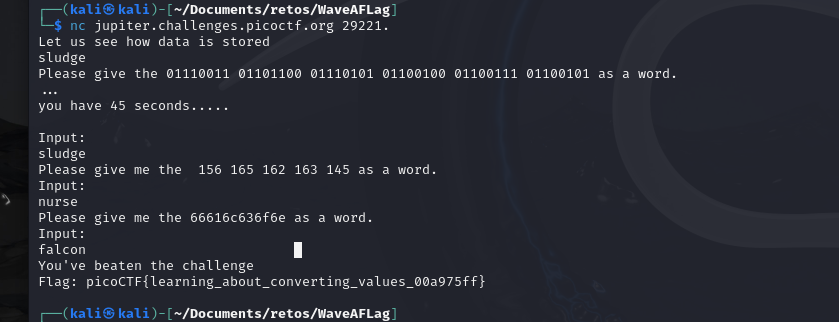 ┌──(kali㉿kali)-[~/Documents/retos/WaveAFLag]
└─$ nc jupiter.challenges.picoctf.org 29221.
Let us see how data is stored
sludge
Please give the 01110011 01101100 01110101 01100100 01100111 01100101 as a word.
...
you have 45 seconds.....
Input:
sludge
Please give me the  156 165 162 163 145 as a word.
Input:
nurse
Please give me the 66616c636f6e as a word.
Input:
falcon
You've beaten the challenge
Flag: picoCTF{learning_about_converting_values_00a975ff}
┌──(kali㉿kali)-[~/Documents/retos/WaveAFLag]